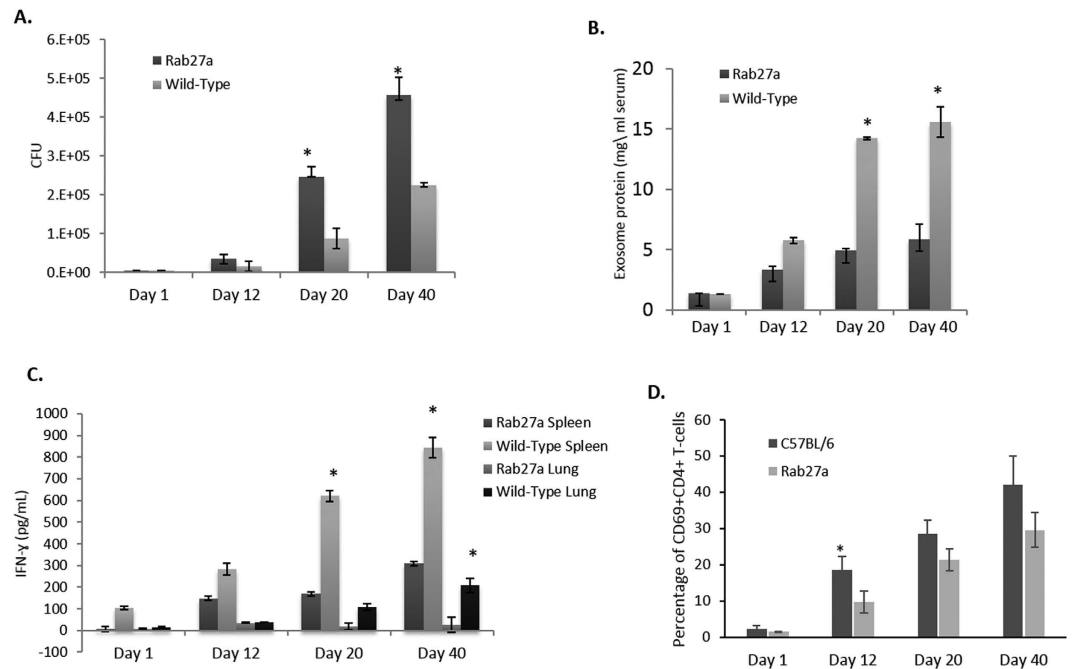 A.
CFU
6.E+05
5.E+05
4.E+05
3.E+05
2.E+05
1.E+05
0.E+00
Rab27a
Wild-Type
*
*
Day 1 Day 12 Day 20 Day 40
B.
Exosome protein (mg\ ml serum)
20
15
10
5
0
Rab27a
Wild-Type
*
*
Day 1 Day 12 Day 20 Day 40
C.
IFN-ɣ (pg/mL)
1000
900
800
700
600
500
400
300
200
100
0
-100
*
*
*
Rab27a Spleen
Wild-Type Spleen
Rab27a Lung
Wild-Type Lung
Day 1 Day 12 Day 20 Day 40
D.
Percentage of CD69+CD4+ T-cells
60
50
40
30
20
10
0
C57BL/6
Rab27a
*
Day 1 Day 12 Day 20 Day 40